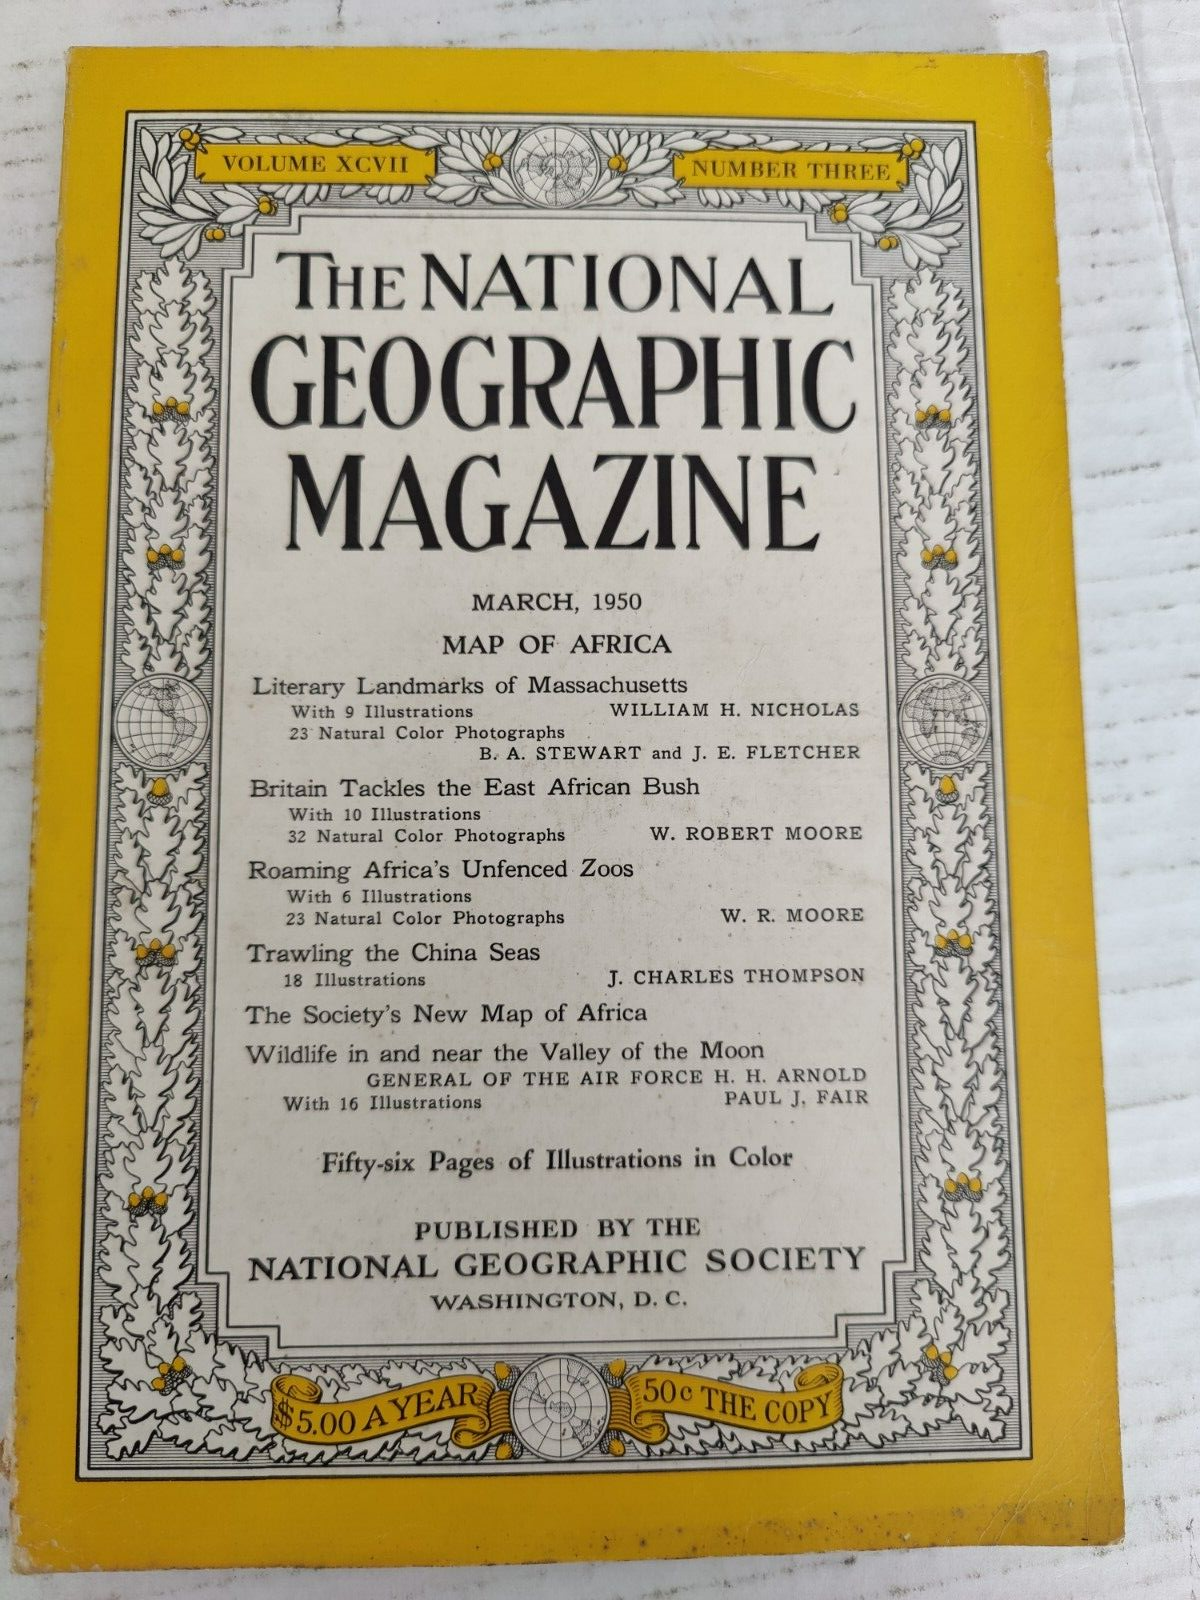 VOLUME XCVII
NUMBER THREE
THE NATIONAL
GEOGRAPHIC
MAGAZINE
MARCH, 1950
MAP OF AFRICA
Literary Landmarks of Massachusetts
With 9 Illustrations WILLIAM H. NICHOLAS
23 Natural Color Photographs
B. A. STEWART and J. E. FLETCHER
Britain Tackles the East African Bush
With 10 Illustrations
32 Natural Color Photographs W. ROBERT MOORE
Roaming Africa's Unfenced Zoos
With 6 Illustrations
23 Natural Color Photographs W. R. MOORE
Trawling the China Seas
18 Illustrations J. CHARLES THOMPSON
The Society's New Map of Africa
Wildlife in and near the Valley of the Moon
GENERAL OF THE AIR FORCE H. H. ARNOLD
With 16 Illustrations PAUL J. FAIR
Fifty-six Pages of Illustrations in Color
PUBLISHED BY THE
NATIONAL GEOGRAPHIC SOCIETY
WASHINGTON, D. C.
$5.00 A YEAR
50c THE COPY